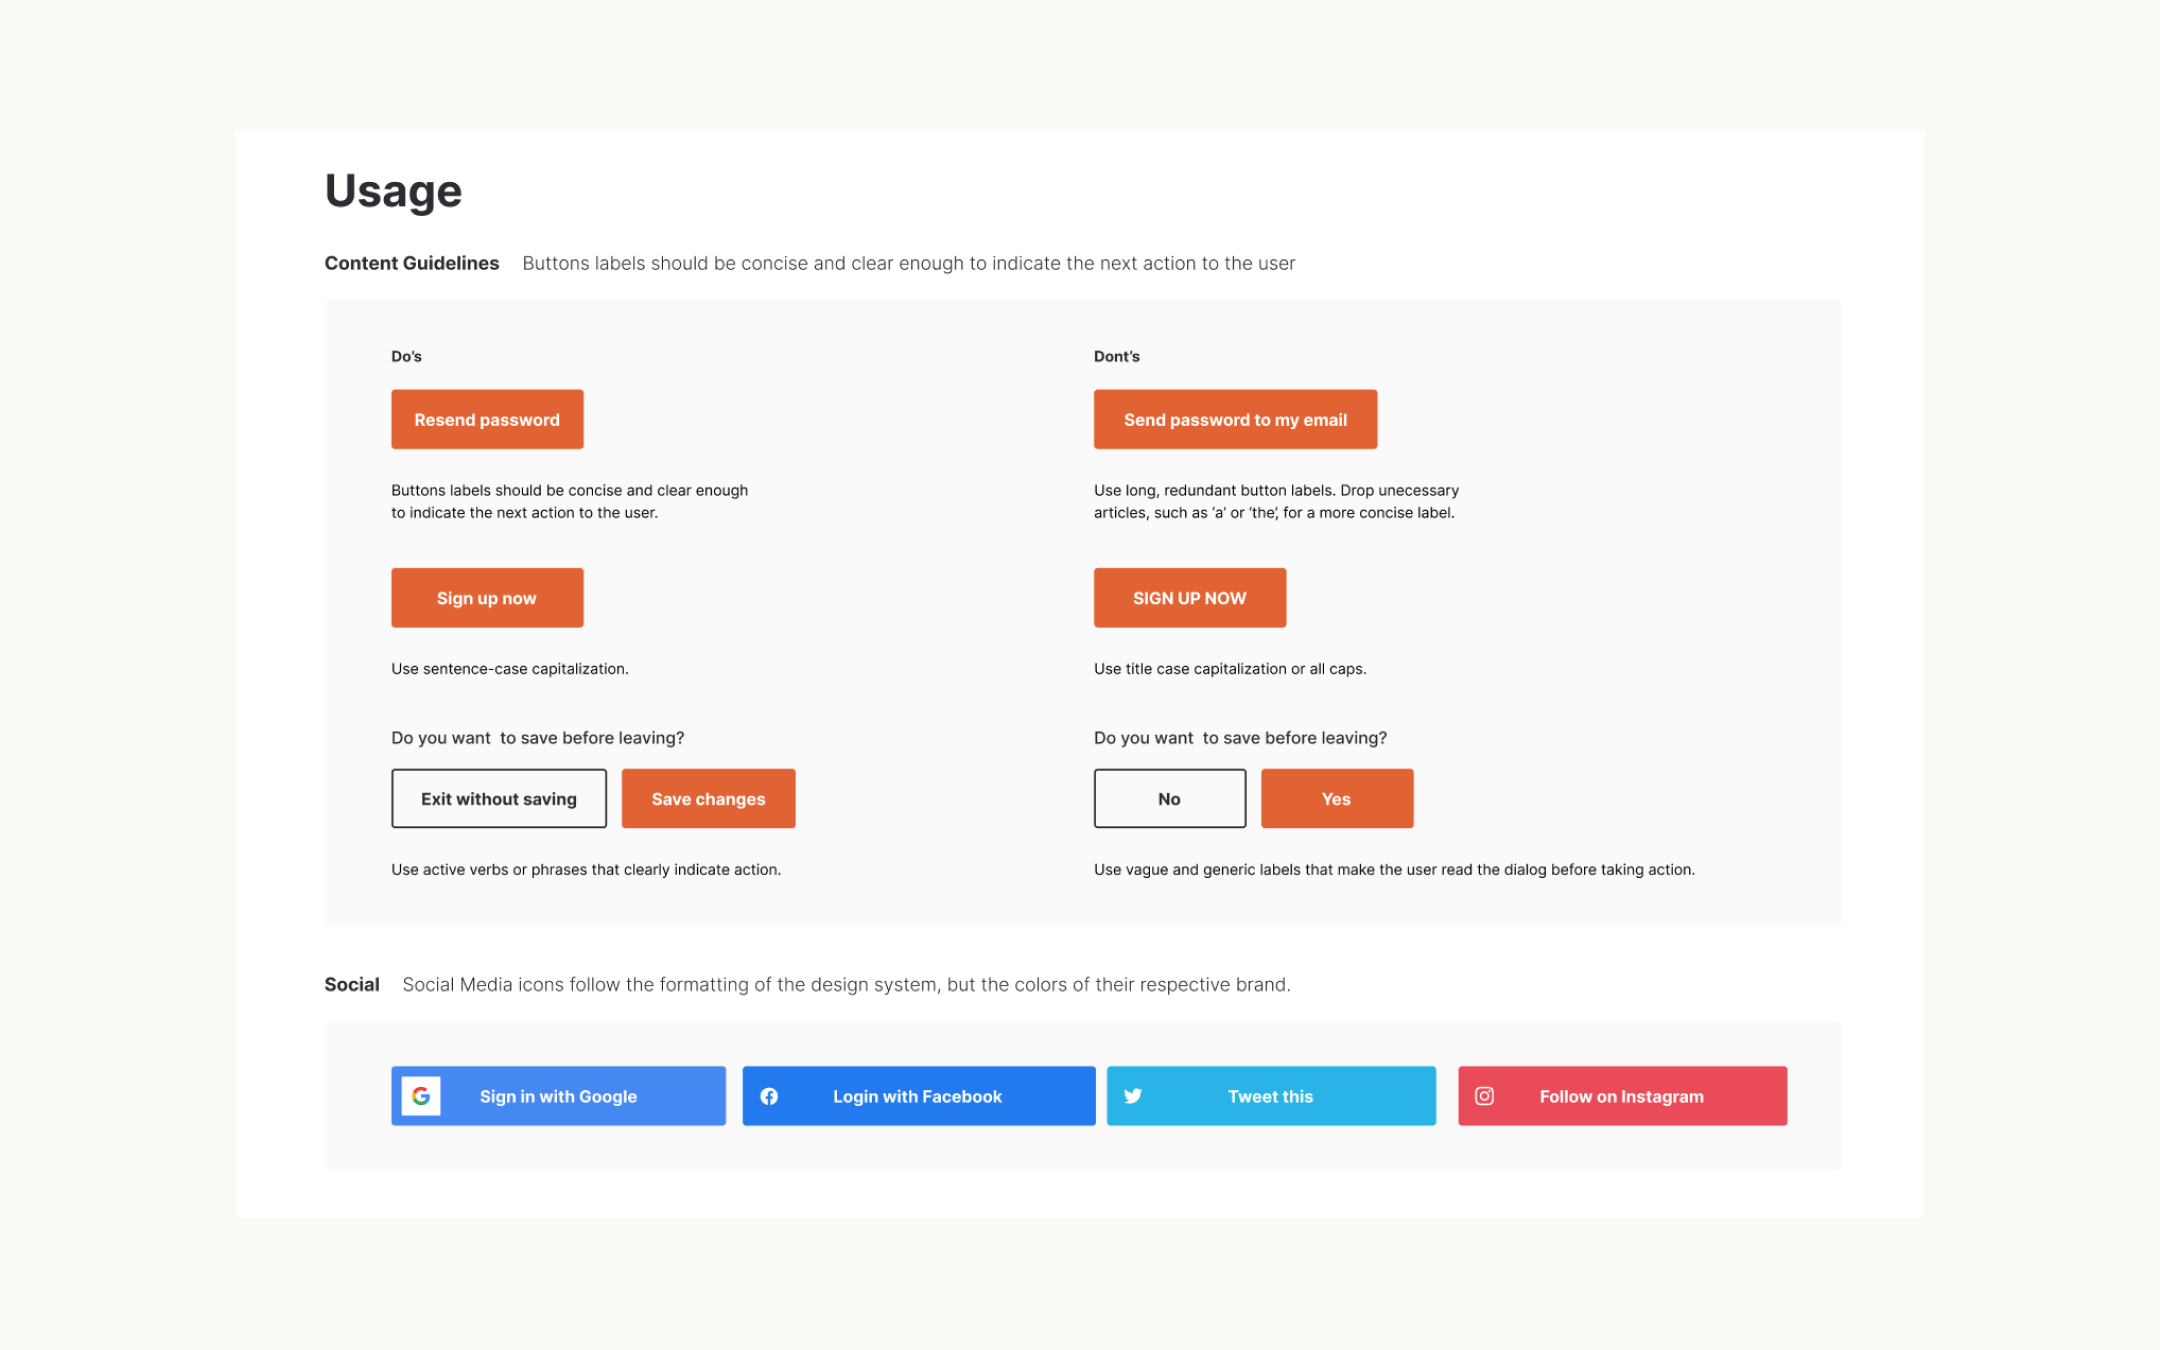 Usage
Content Guidelines Buttons labels should be concise and clear enough to indicate the next action to the user
Do's
Resend password
Buttons labels should be concise and clear enough
to indicate the next action to the user.
Sign up now
Use sentence-case capitalization.
Do you want  to save before leaving?
Exit without saving Save changes
Use active verbs or phrases that clearly indicate action.
Dont's
Send password to my email
Use long, redundant button labels. Drop unecessary
articles, such as ‘a’ or ‘the’, for a more concise label.
SIGN UP NOW
Use title case capitalization or all caps.
Do you want  to save before leaving?
No Yes
Use vague and generic labels that make the user read the dialog before taking action.
Social Social Media icons follow the formatting of the design system, but the colors of their respective brand.
Sign in with Google Login with Facebook Tweet this Follow on Instagram